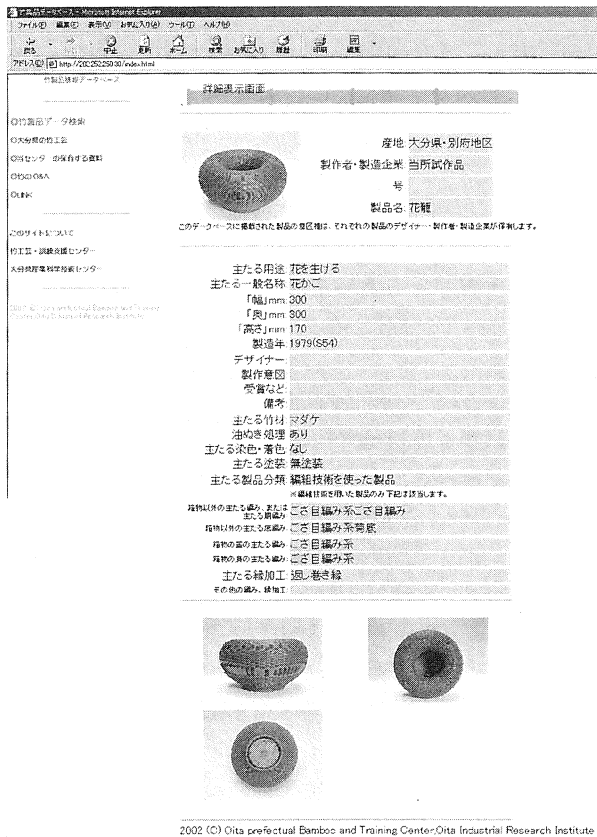 竹製品データベース - Microsoft Internet Explorer
ファイル(F) 編集(E) 表示(V) お気に入り(A) ツール(T) ヘルプ(H)
戻る 中止 更新 ホーム 検索 お気に入り 履歴 印刷 編集
アドレス(D) http://202.252.250.30/index.html
詳細表示画面
◎竹製品データ検索
◎大分県の竹工芸
◎当センターの保有する資料
◎竹のQ&A
◎LINK
このサイトについて
竹工芸・訓練支援センター
大分県産業科学技術センター
産地 大分県・別府地区
製作者・製造企業 当所試作品
号
製品名 花籠
このデータベースに掲載された製品の意匠権は、それぞれの製品のデザイナー・製作者・製造企業が保有します。
主たる用途 花を生ける
主たる一般名称 花かご
「幅」mm 300
「奥」mm 300
「高さ」mm 170
製造年 1979(S54)
デザイナー
製作意図
受賞など
備考
主たる竹材 マダケ
油ぬき処理 あり
主たる染色・着色 なし
主たる塗装 無塗装
主たる製品分類 編組技術を使った製品
※編組技術を用いた製品のみ下記は該当します。
箱物以外の主たる編み、または
主たる胴編み ござ目編み系ござ目編み
箱物以外の主たる底編み ござ目編み系菊底
箱物の蓋の主たる編み ござ目編み系
箱物の身の主たる編み ござ目編み系
主たる縁加工 返し巻き縁
その他の編み、縁加工
2002 (C) Oita prefectual Bamboo and Training Center,Oita Industrial Research Institute